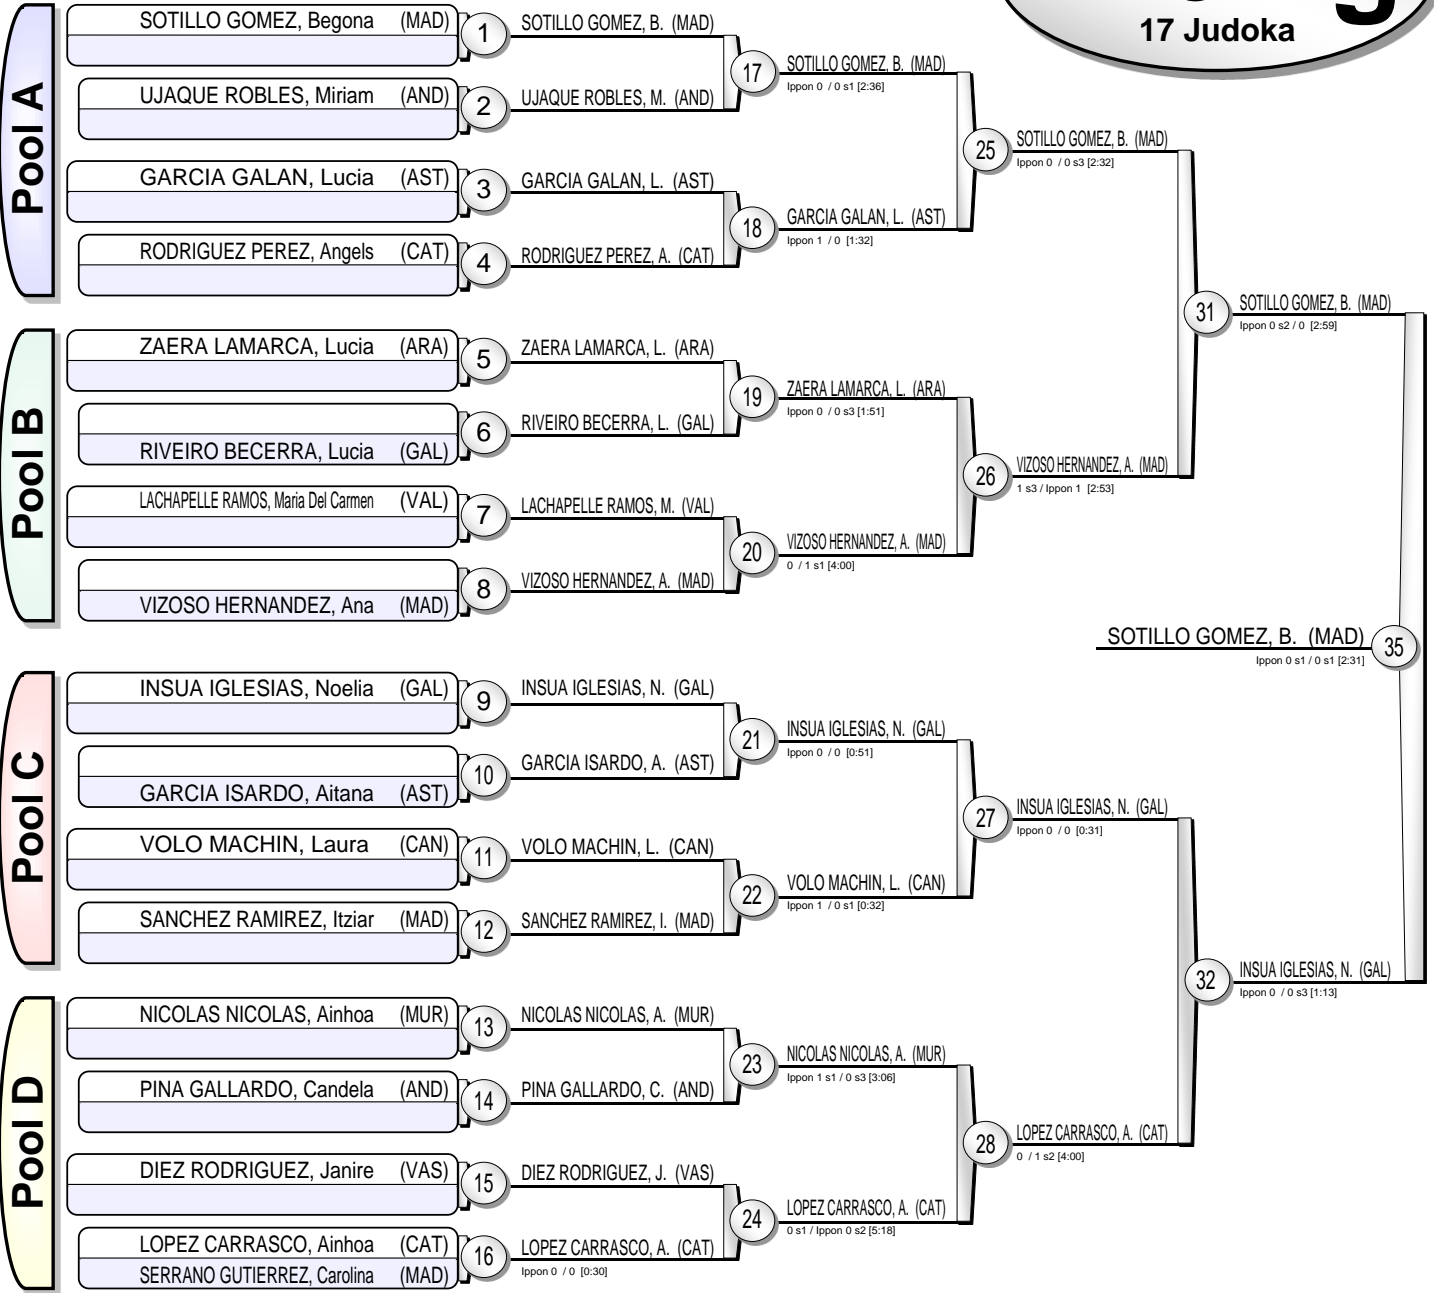 17 Judoka
Pool A
SOTILLO GOMEZ, Begona (MAD)
1
UJAQUE ROBLES, Miriam (AND)
2
GARCIA GALAN, Lucia (AST)
3
RODRIGUEZ PEREZ, Angels (CAT)
4
Pool B
ZAERA LAMARCA, Lucia (ARA)
5
RIVEIRO BECERRA, Lucia (GAL)
6
LACHAPELLE RAMOS, Maria Del Carmen (VAL)
7
VIZOSO HERNANDEZ, Ana (MAD)
8
Pool C
INSUA IGLESIAS, Noelia (GAL)
9
GARCIA ISARDO, Aitana (AST)
10
VOLO MACHIN, Laura (CAN)
11
SANCHEZ RAMIREZ, Itziar (MAD)
12
Pool D
NICOLAS NICOLAS, Ainhoa (MUR)
13
PINA GALLARDO, Candela (AND)
14
DIEZ RODRIGUEZ, Janire (VAS)
15
LOPEZ CARRASCO, Ainhoa (CAT)
SERRANO GUTIERREZ, Carolina (MAD)
16
SOTILLO GOMEZ, B. (MAD)
UJAQUE ROBLES, M. (AND)
17
GARCIA GALAN, L. (AST)
RODRIGUEZ PEREZ, A. (CAT)
18
ZAERA LAMARCA, L. (ARA)
RIVEIRO BECERRA, L. (GAL)
19
LACHAPELLE RAMOS, M. (VAL)
VIZOSO HERNANDEZ, A. (MAD)
20
INSUA IGLESIAS, N. (GAL)
GARCIA ISARDO, A. (AST)
21
VOLO MACHIN, L. (CAN)
SANCHEZ RAMIREZ, I. (MAD)
22
NICOLAS NICOLAS, A. (MUR)
PINA GALLARDO, C. (AND)
23
DIEZ RODRIGUEZ, J. (VAS)
LOPEZ CARRASCO, A. (CAT)
Ippon 0 / 0 [0:30]
24
SOTILLO GOMEZ, B. (MAD)
Ippon 0 / 0 s1 [2:36]
GARCIA GALAN, L. (AST)
Ippon 1 / 0 [1:32]
25
ZAERA LAMARCA, L. (ARA)
Ippon 0 / 0 s3 [1:51]
VIZOSO HERNANDEZ, A. (MAD)
0 / 1 s1 [4:00]
26
INSUA IGLESIAS, N. (GAL)
Ippon 0 / 0 [0:51]
VOLO MACHIN, L. (CAN)
Ippon 1 / 0 s1 [0:32]
27
NICOLAS NICOLAS, A. (MUR)
Ippon 1 s1 / 0 s3 [3:06]
LOPEZ CARRASCO, A. (CAT)
0 s1 / Ippon 0 s2 [5:18]
28
SOTILLO GOMEZ, B. (MAD)
Ippon 0 / 0 s3 [2:32]
VIZOSO HERNANDEZ, A. (MAD)
1 s3 / Ippon 1 [2:53]
31
INSUA IGLESIAS, N. (GAL)
Ippon 0 / 0 [0:31]
LOPEZ CARRASCO, A. (CAT)
0 / 1 s2 [4:00]
32
SOTILLO GOMEZ, B. (MAD)
Ippon 0 s2 / 0 [2:59]
INSUA IGLESIAS, N. (GAL)
Ippon 0 / 0 s3 [1:13]
SOTILLO GOMEZ, B. (MAD)
Ippon 0 s1 / 0 s1 [2:31]
35